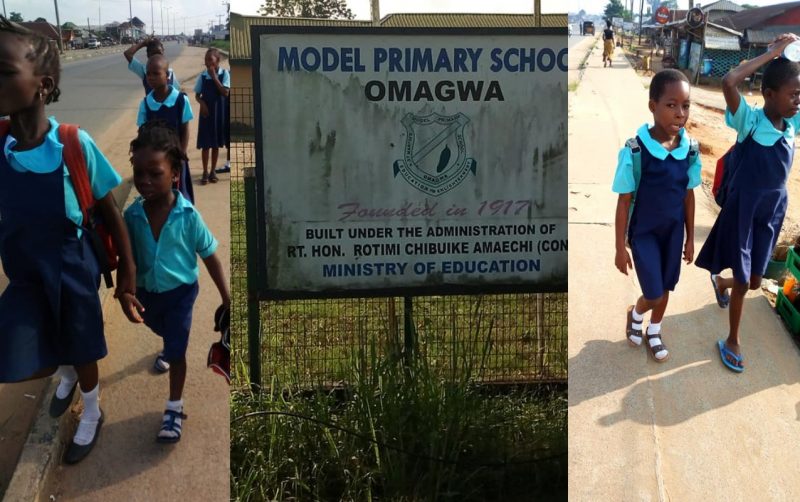 MODEL PRIMARY SCHOO
OMAGWA
OMAGWA
Founded in 1917
BUILT UNDER THE ADMINISTRATION OF
RT. HON. ROTIMI CHIBUIKE AMAECHI (CON
MINISTRY OF EDUCATION